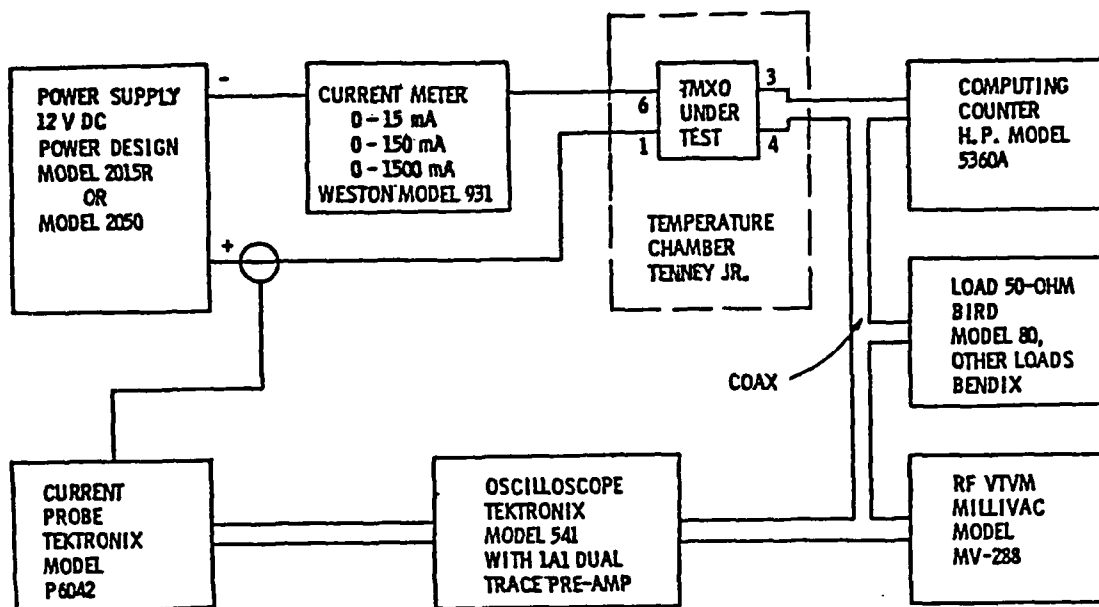 POWER SUPPLY
12 V DC
POWER DESIGN
MODEL 2015R
OR
MODEL 2050
-
+
CURRENT METER
0-15 mA
0-150 mA
0-1500 mA
WESTON MODEL 931
6
1
TMXO
UNDER
TEST
3
4
TEMPERATURE
CHAMBER
TENNEY JR.
COMPUTING
COUNTER
H.P. MODEL
5360A
LOAD 50-OHM
BIRD
MODEL 80,
OTHER LOADS
BENDIX
COAX
CURRENT
PROBE
TEKTRONIX
MODEL
P6042
OSCILLOSCOPE
TEKTRONIX
MODEL 541
WITH 1A1 DUAL
TRACE PRE-AMP
RF VTVM
MILLIVAC
MODEL
MV-288